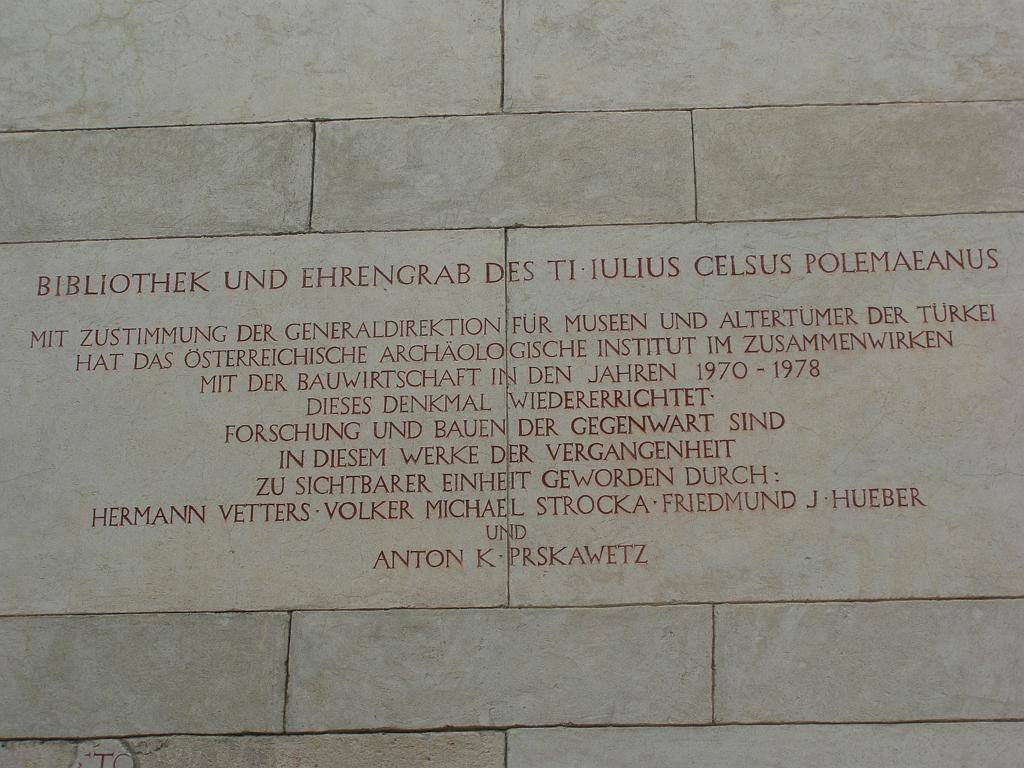 BIBLIOTHEK UND EHRENGRAB DES TI·IULIUS CELSUS POLEMAEANUS
MIT ZUSTIMMUNG DER GENERALDIREKTION FÜR MUSEEN UND ALTERTÜMER DER TÜRKEI
HAT DAS ÖSTERREICHISCHE ARCHÄOLOGISCHE INSTITUT IM ZUSAMMENWIRKEN
MIT DER BAUWIRTSCHAFT IN DEN JAHREN 1970 - 1978
DIESES DENKMAL WIEDERERRICHTET·
FORSCHUNG UND BAUEN DER GEGENWART SIND
IN DIESEM WERKE DER VERGANGENHEIT
ZU SICHTBARER EINHEIT GEWORDEN DURCH:
HERMANN VETTERS·VOLKER MICHAEL STROCKA·FRIEDMUND J·HUEBER
UND
ANTON K·PRSKAWETZ